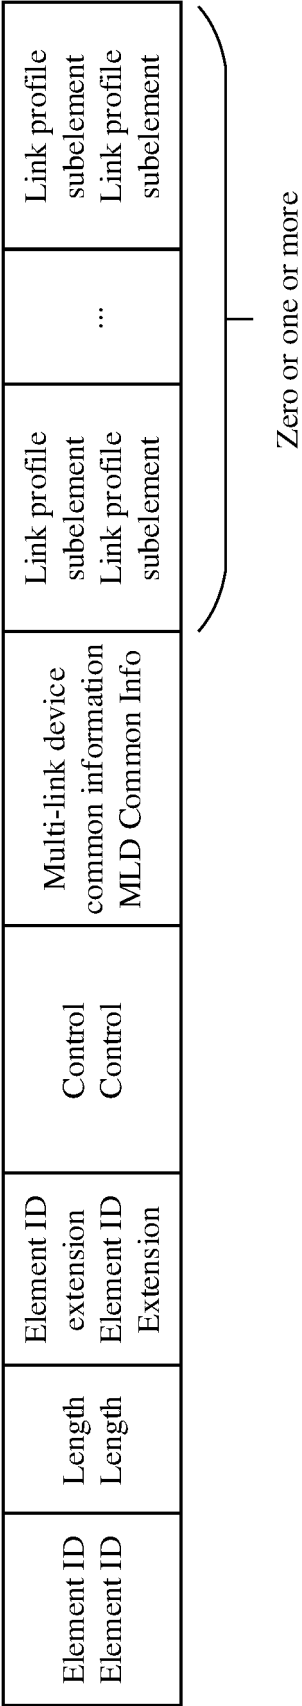 Element ID
Element ID
Length
Length
Element ID
extension
Element ID
Extension
Control
Control
Multi-link device
common information
MLD Common Info
Link profile
subelement
Link profile
subelement
...
Link profile
subelement
Link profile
subelement
Zero or one or more